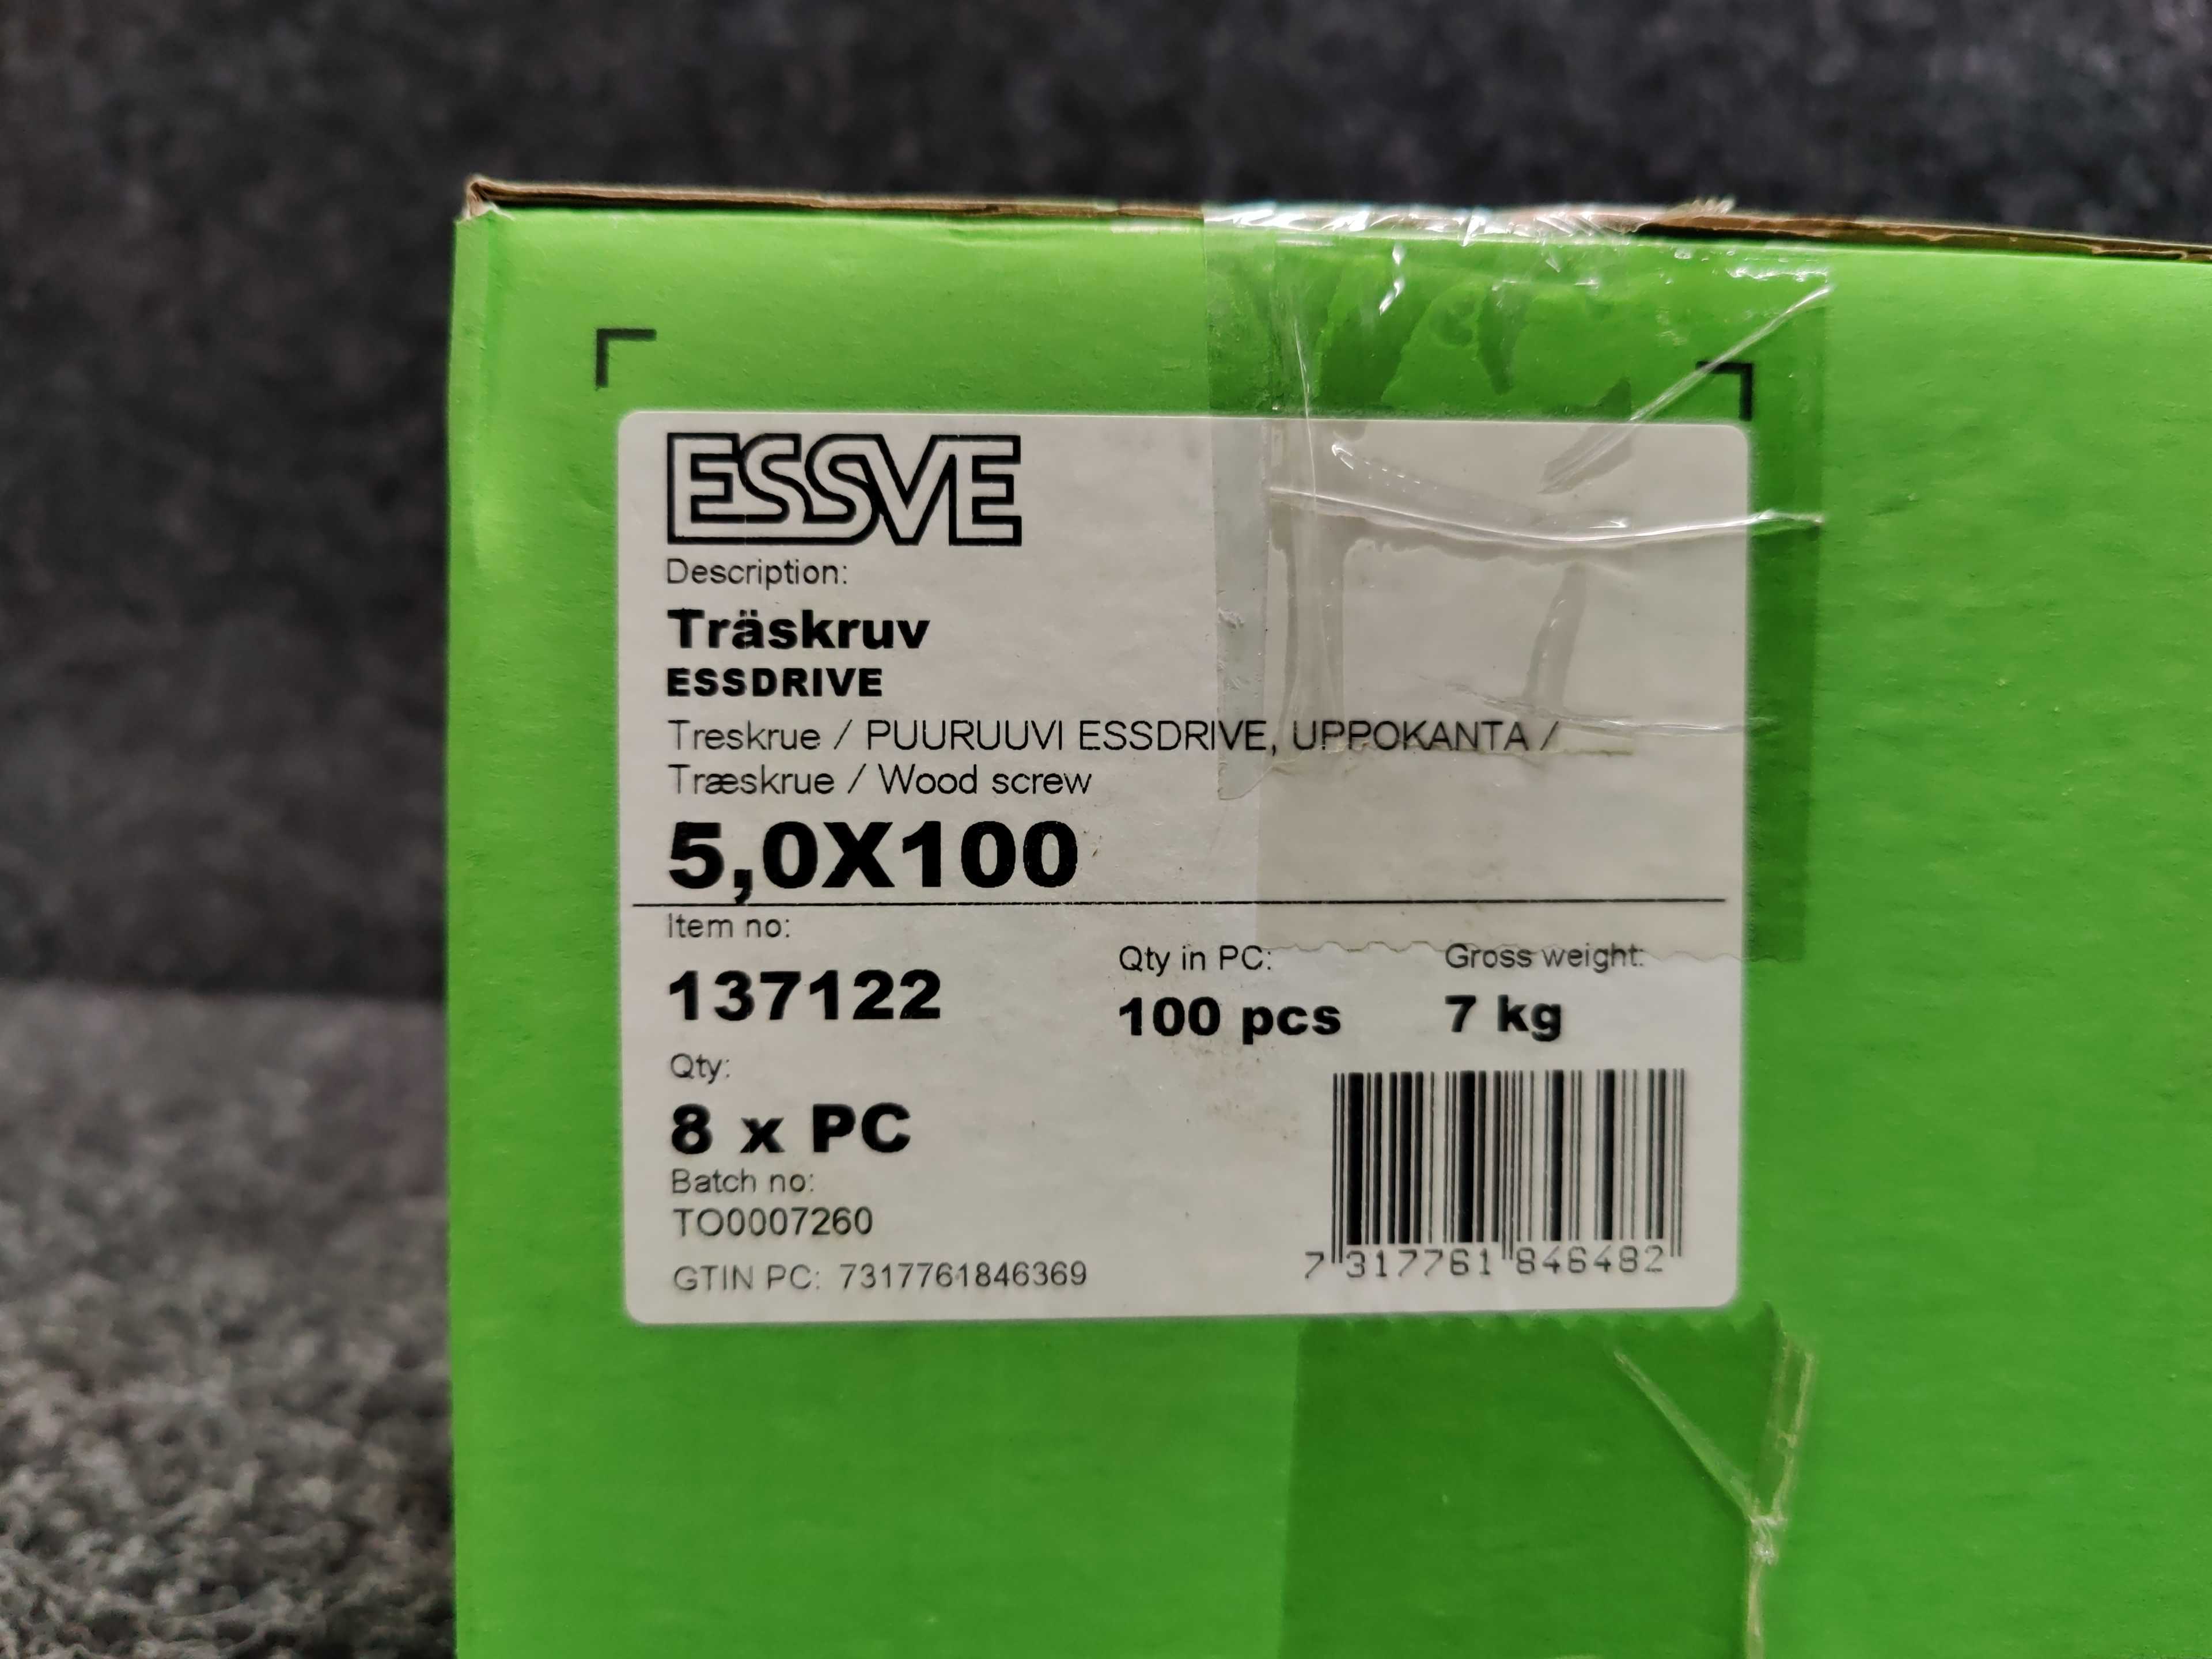 ESSVE
Description:
Träskruv
ESSDRIVE
Treskrue / PUURUUVI ESSDRIVE, UPPOKANTA /
Træskrue / Wood screw
5,0X100
Item no:
137122
Qty in PC:
100 pcs
Gross weight:
7 kg
Qty:
8 x PC
Batch no:
TO0007260
GTIN PC: 7317761846369
7 317761 846482